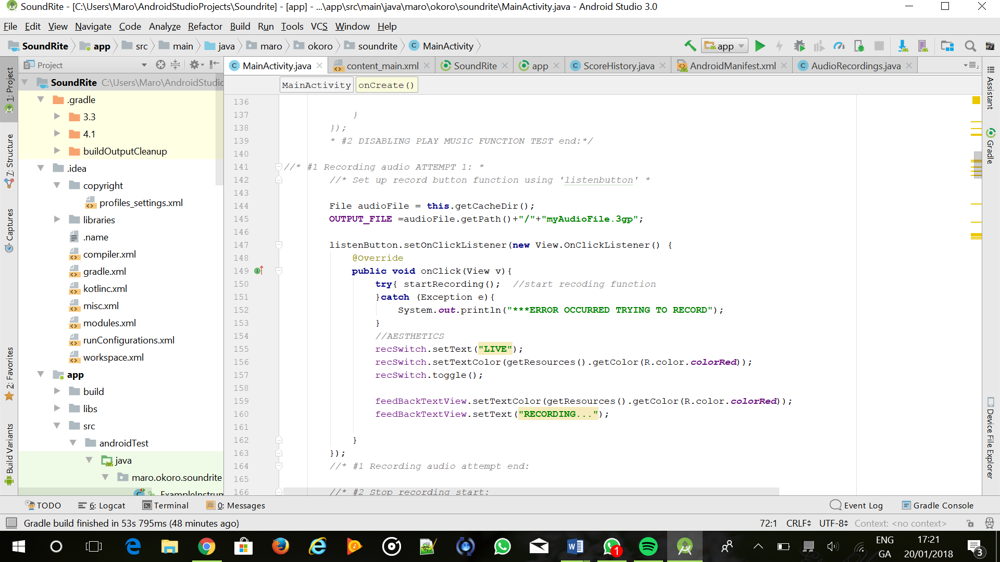 SoundRite - [C:\Users\Maro\AndroidStudioProjects\Soundrite] - [app] - ...\app\src\main\java\maro\okoro\soundrite\MainActivity.java - Android Studio 3.0
File Edit View Navigate Code Analyze Refactor Build Run Tools VCS Window Help
SoundRite app src main java maro okoro soundrite MainActivity app
Project
MainActivity.java content_main.xml SoundRite app ScoreHistory.java AndroidManifest.xml AudioRecordings.java 2
1: Project
7: Structure
Captures
2: Favorites
Build Variants
SoundRite C:\Users\Maro\AndroidStudio
.gradle
3.3
4.1
buildOutputCleanup
.idea
copyright
profiles_settings.xml
libraries
.name
compiler.xml
gradle.xml
kotlinc.xml
misc.xml
modules.xml
runConfigurations.xml
workspace.xml
app
build
libs
src
androidTest
java
maro.okoro.soundrite
ExampleInstrum
MainActivity onCreate()
136
137 }
138 });
139 * #2 DISABLING PLAY MUSIC FUNCTION TEST end:*/
140
141 //* #1 Recording audio ATTEMPT 1: *
142 //* Set up record button function using 'listenbutton' *
143
144 File audioFile = this.getCacheDir();
145 OUTPUT_FILE =audioFile.getPath()+"/"+"myAudioFile.3gp";
146
147 listenButton.setOnClickListener(new View.OnClickListener() {
148 @Override
149 public void onClick(View v){
150 try{ startRecording(); //start recoding function
151 }catch (Exception e){
152 System.out.println("***ERROR OCCURRED TRYING TO RECORD");
153 }
154 //AESTHETICS
155 recSwitch.setText("LIVE");
156 recSwitch.setTextColor(getResources().getColor(R.color.colorRed));
157 recSwitch.toggle();
158
159 feedBackTextView.setTextColor(getResources().getColor(R.color.colorRed));
160 feedBackTextView.setText("RECORDING...");
161
162 }
163 });
164 //* #1 Recording audio attempt end:
165
166 //* #2 Stop recording start:
Assistant
Gradle
Device File Explorer
TODO 6: Logcat Terminal 0: Messages Event Log Gradle Console
Gradle build finished in 53s 795ms (48 minutes ago) 72:1 CRLF UTF-8 Context: <no context>
1 ENG 17:21
GA 20/01/2018 3